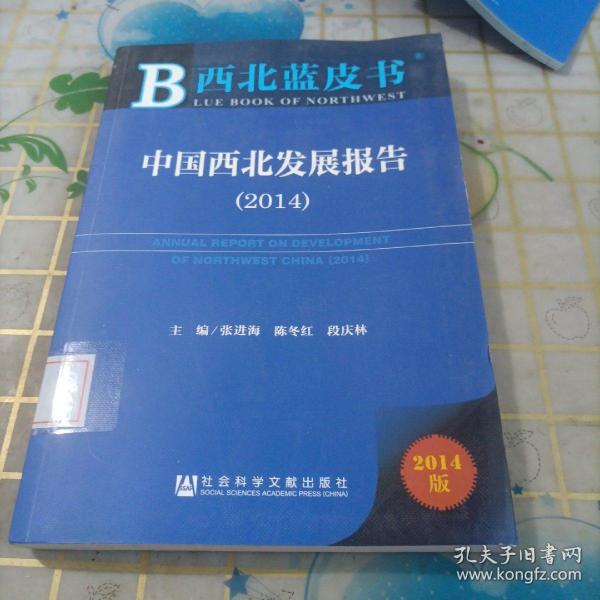 B 西北蓝皮书
LUE BOOK OF NORTHWEST
中国西北发展报告
(2014)
ANNUAL REPORT ON DEVELOPMENT
OF NORTHWEST CHINA (2014)
主 编/张进海 陈冬红 段庆林
2014
版
社会科学文献出版社
SOCIAL SCIENCES ACADEMIC PRESS (CHINA)
孔夫子旧书网
www.kongfz.com